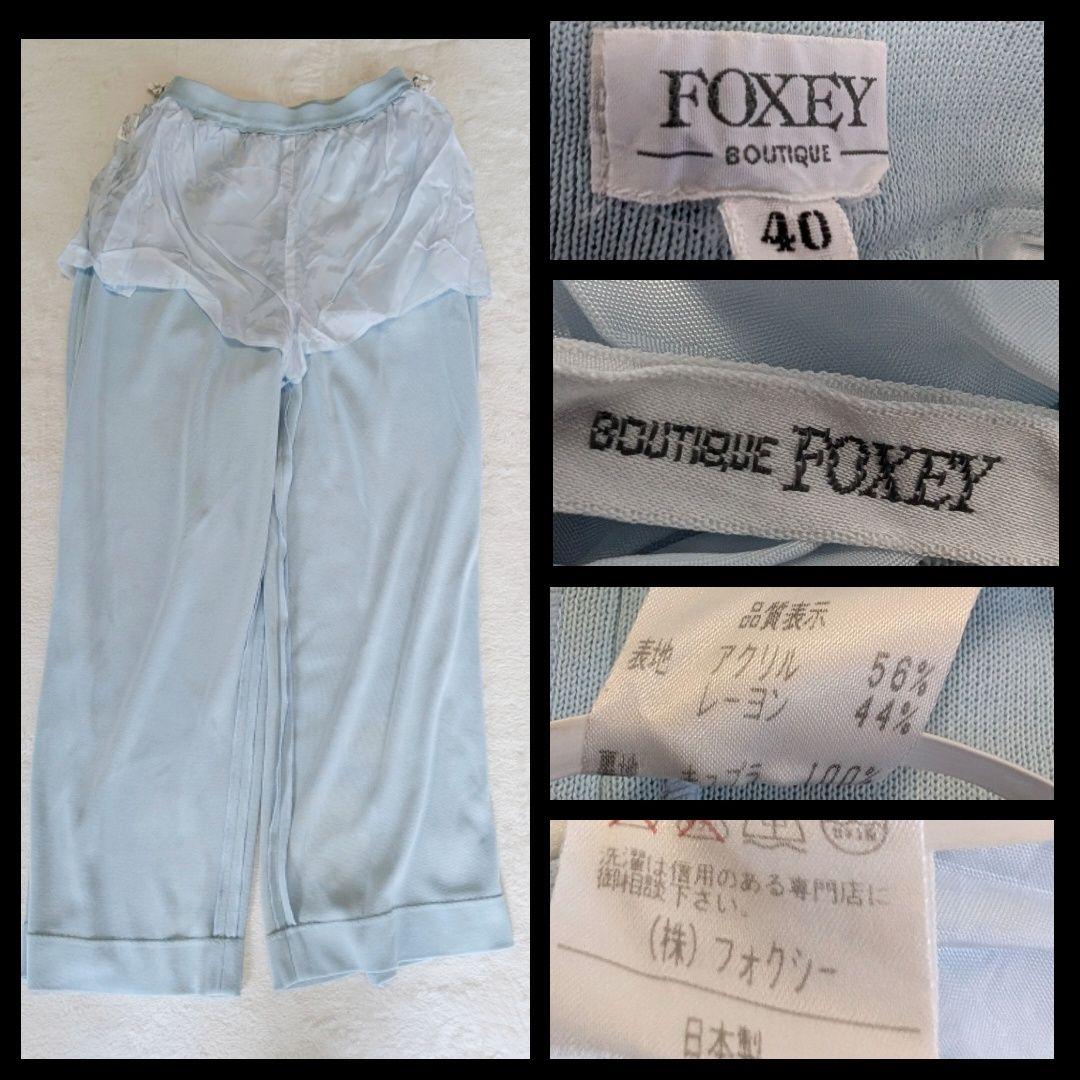 FOXEY
BOUTIQUE
40
BOUTIQUE FOXEY
品質表示
表地 アクリル 56%
レーヨン 44%
裏地 キュプラ 100%
洗濯は信用のある専門店に
御相談下さい。
(株)フォクシー
日本製